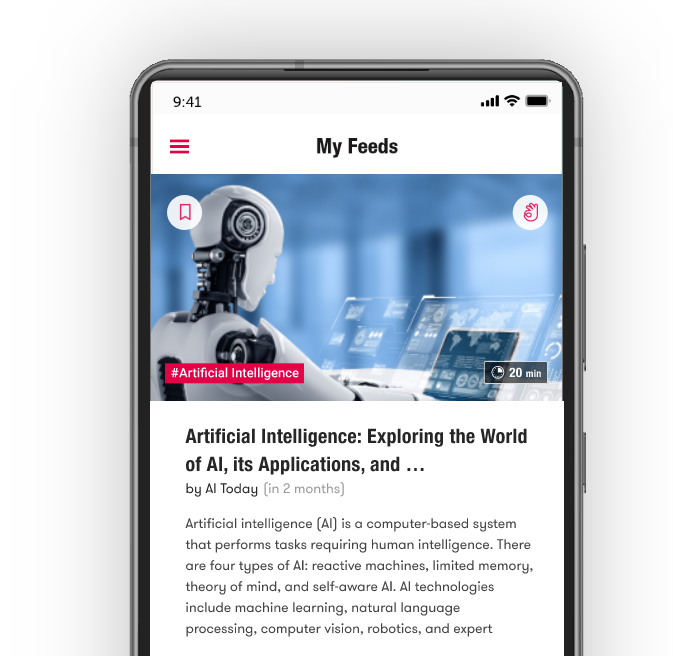 9:41
My Feeds
#Artificial Intelligence
20 min
Artificial Intelligence: Exploring the World
of AI, its Applications, and ...
by AI Today (in 2 months)
Artificial intelligence (AI) is a computer-based system
that performs tasks requiring human intelligence. There
are four types of AI: reactive machines, limited memory,
theory of mind, and self-aware AI. AI technologies
include machine learning, natural language
processing, computer vision, robotics, and expert